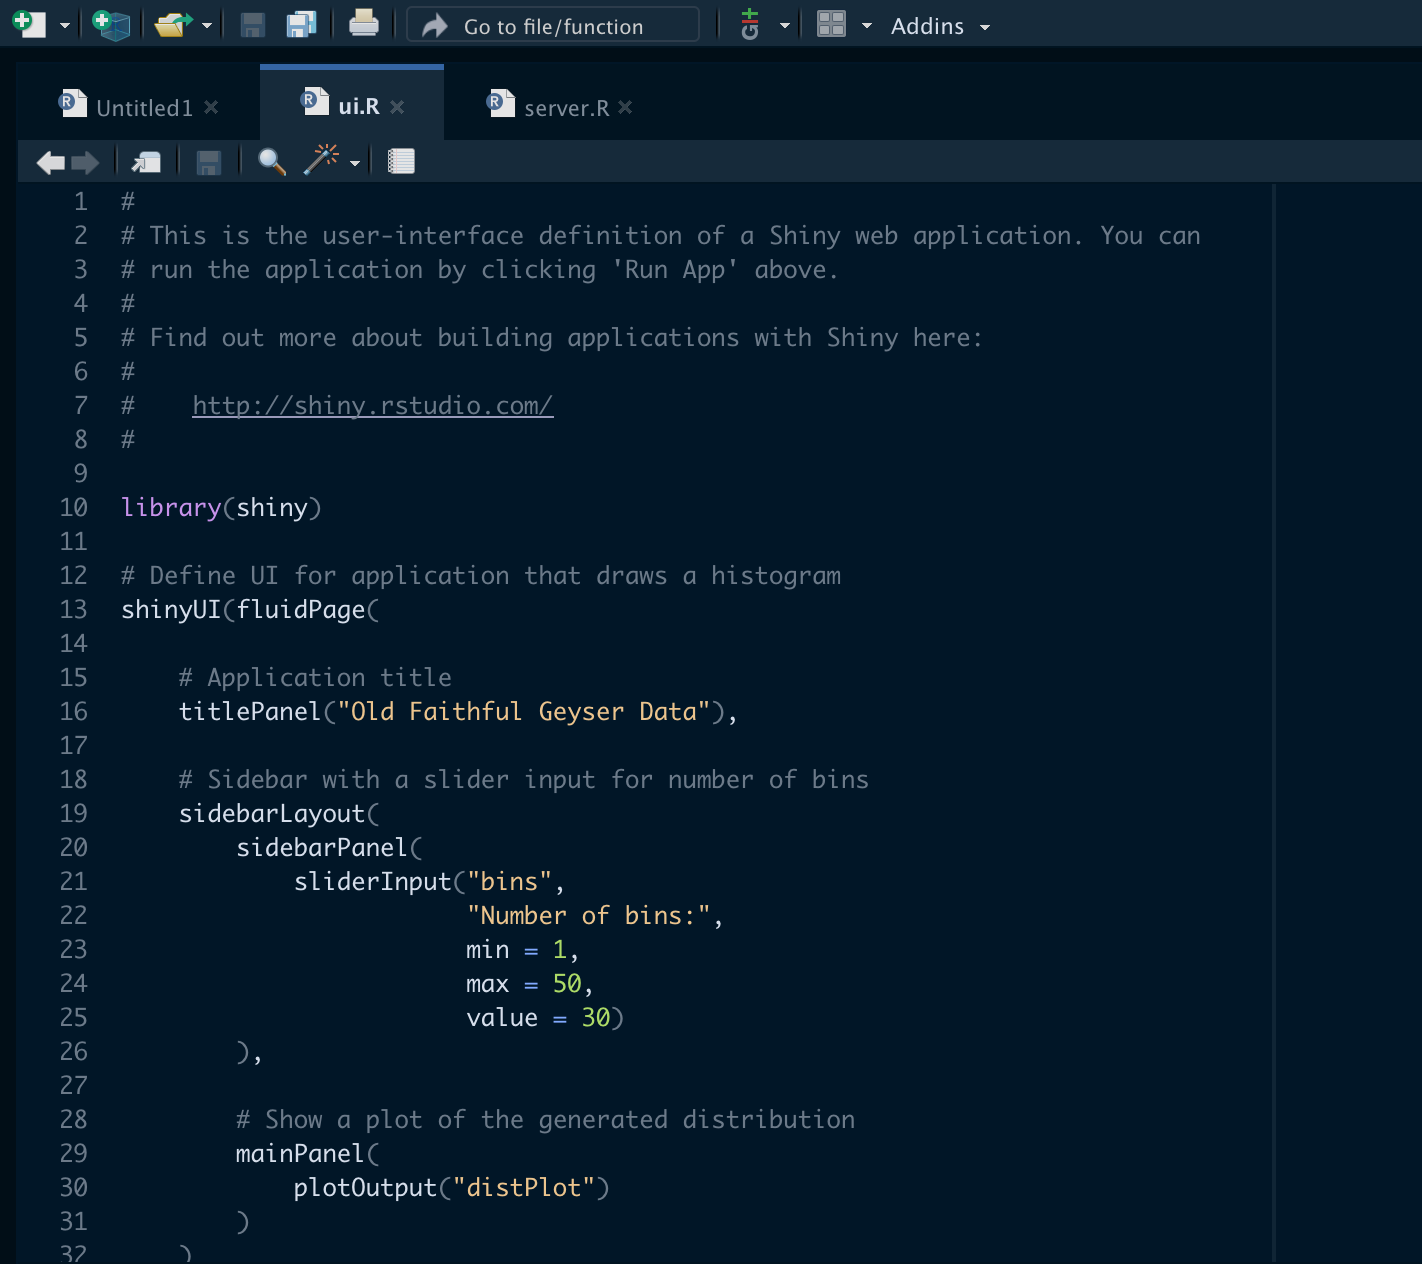 Go to file/function
Git
Addins
Untitled1
ui.R
server.R
1 #
2 # This is the user-interface definition of a Shiny web application. You can
3 # run the application by clicking 'Run App' above.
4 #
5 # Find out more about building applications with Shiny here:
6 #
7 #    http://shiny.rstudio.com/
8 #
9
10 library(shiny)
11
12 # Define UI for application that draws a histogram
13 shinyUI(fluidPage(
14
15     # Application title
16     titlePanel("Old Faithful Geyser Data"),
17
18     # Sidebar with a slider input for number of bins
19     sidebarLayout(
20         sidebarPanel(
21             sliderInput("bins",
22                         "Number of bins:",
23                         min = 1,
24                         max = 50,
25                         value = 30)
26         ),
27
28         # Show a plot of the generated distribution
29         mainPanel(
30             plotOutput("distPlot")
31         )
32     )